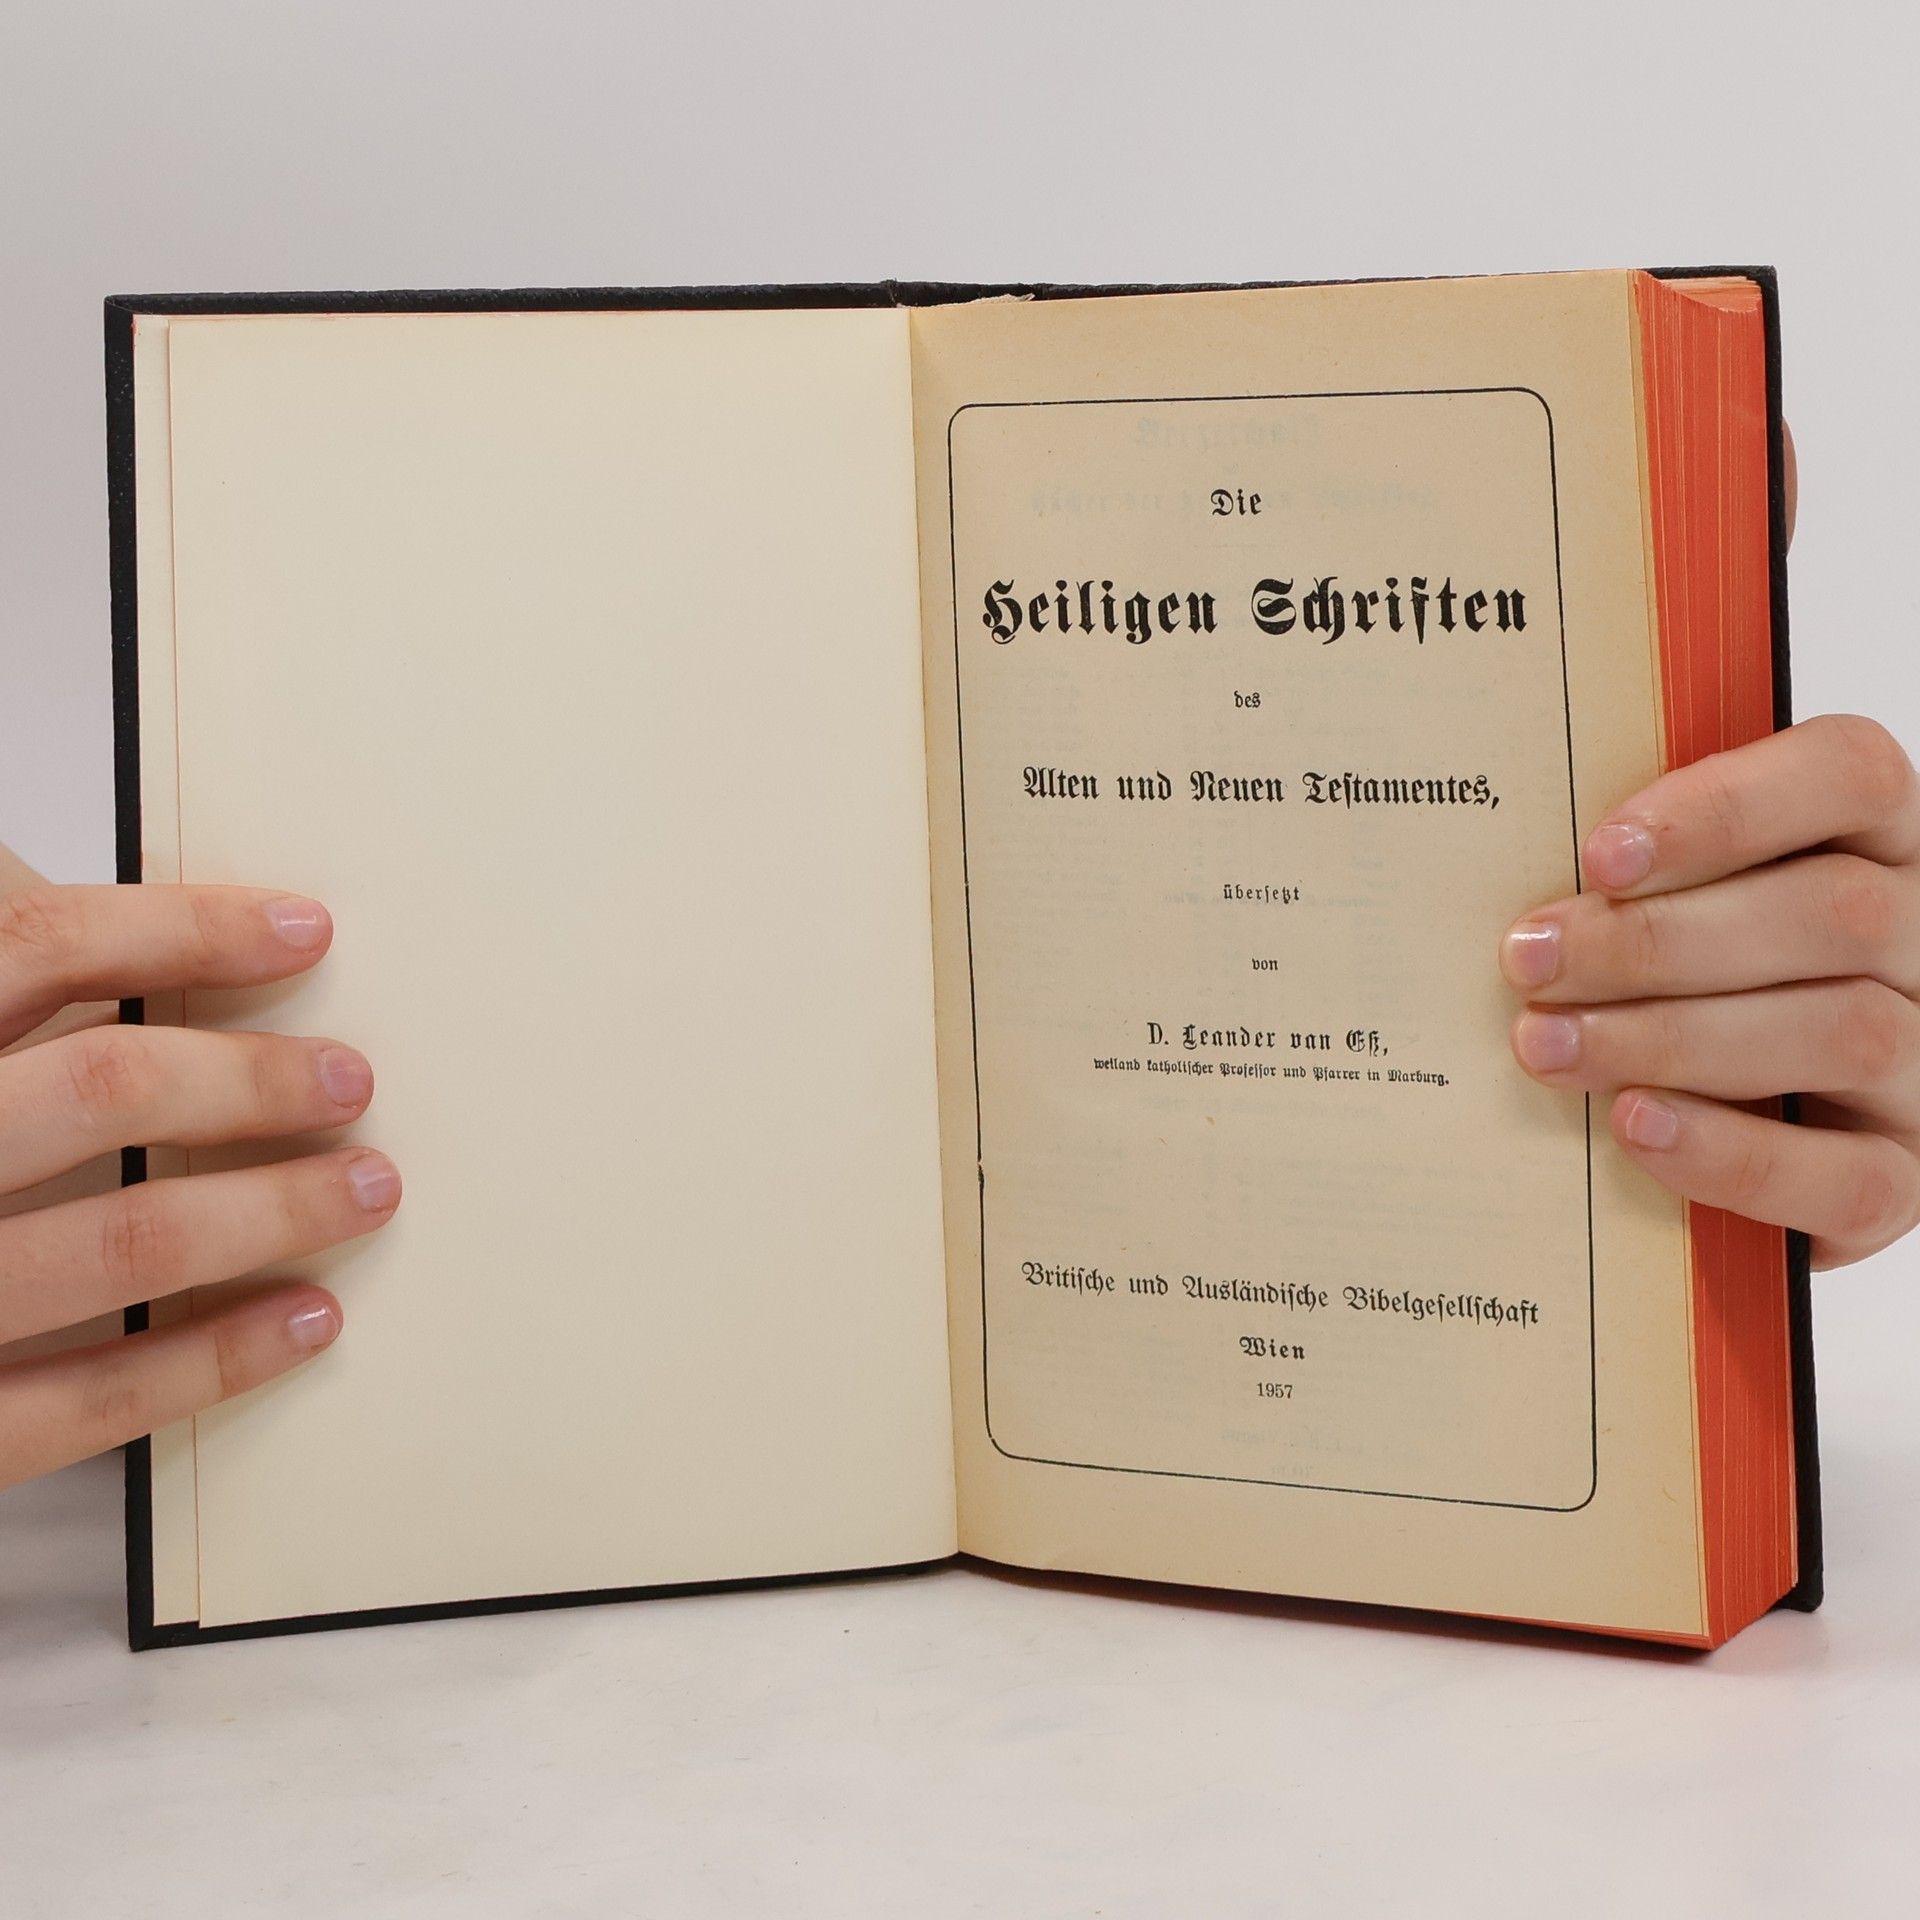 Die
Heiligen Schriften
des
Alten und Neuen Teſtamentes,
überſetzt
von
D. Leander van Eß,
weiland katholiſcher Profeſſor und Pfarrer in Marburg.
Britiſche und Ausländiſche Bibelgeſellſchaft
Wien
1957